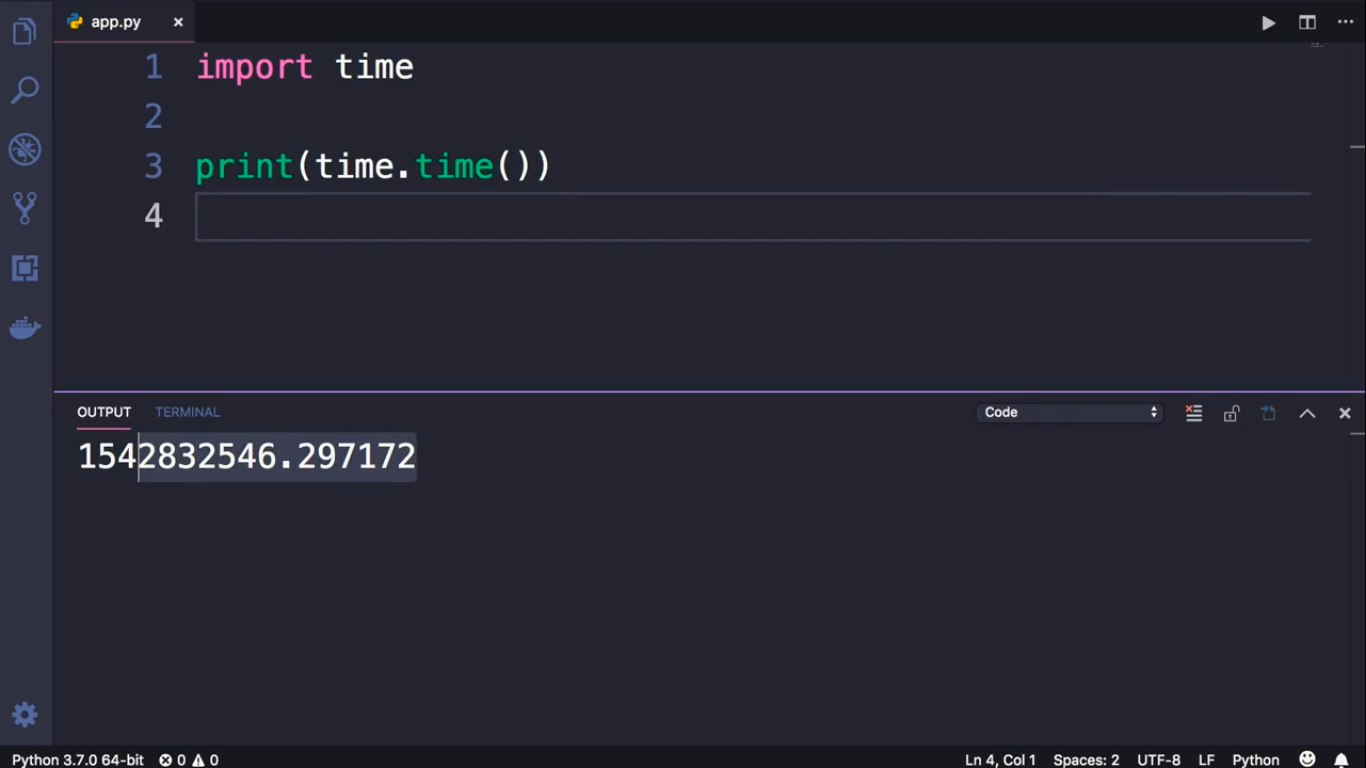 app.py
1 import time
2
3 print(time.time())
4
OUTPUT TERMINAL Code
1542832546.297172
Python 3.7.0 64-bit 0 0 Ln 4, Col 1 Spaces: 2 UTF-8 LF Python